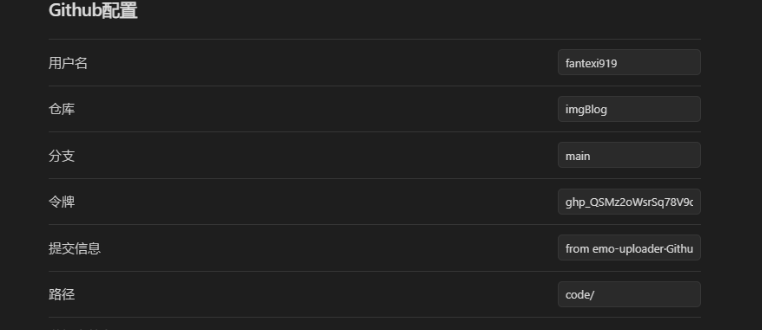 Github配置
用户名
fantexi919
仓库
imgBlog
分支
main
令牌
ghp_QSMz2oWsrSq78V9c
提交信息
from emo-uploader-Githu
路径
code/